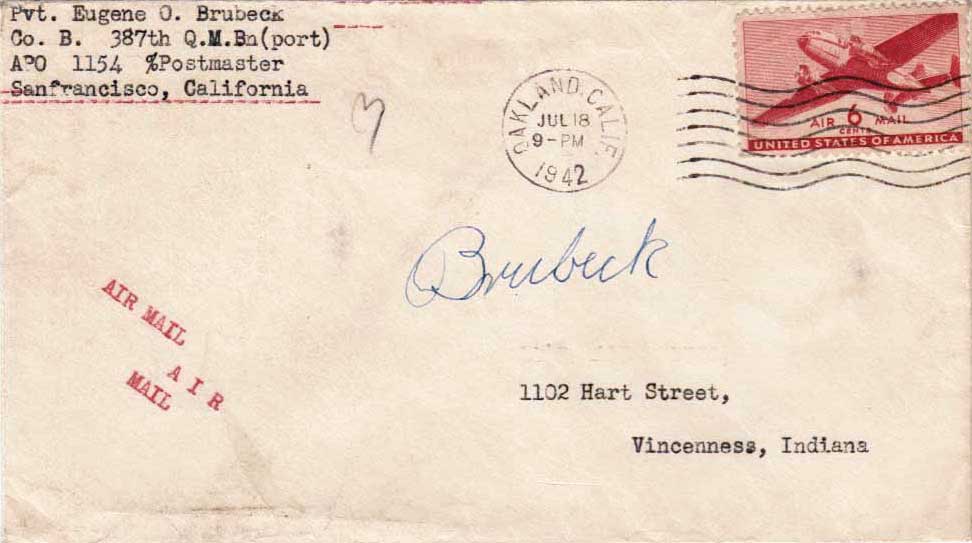 Pvt. Eugene O. Brubeck
Co. B. 387th Q.M.Bn(port)
APO 1154 %Postmaster
Sanfrancisco, California
OAKLAND, CALIF.
JUL 18
9-PM
1942
AIR 6 MAIL
CENTS
UNITED STATES OF AMERICA
Brubeck
AIR MAIL
AIR
MAIL
1102 Hart Street,
Vincenness, Indiana